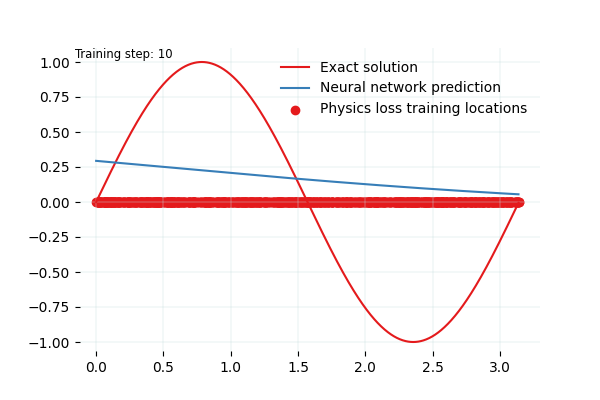 Training step: 10
Exact solution
Neural network prediction
Physics loss training locations
1.00
0.75
0.50
0.25
0.00
−0.25
−0.50
−0.75
−1.00
0.0 0.5 1.0 1.5 2.0 2.5 3.0